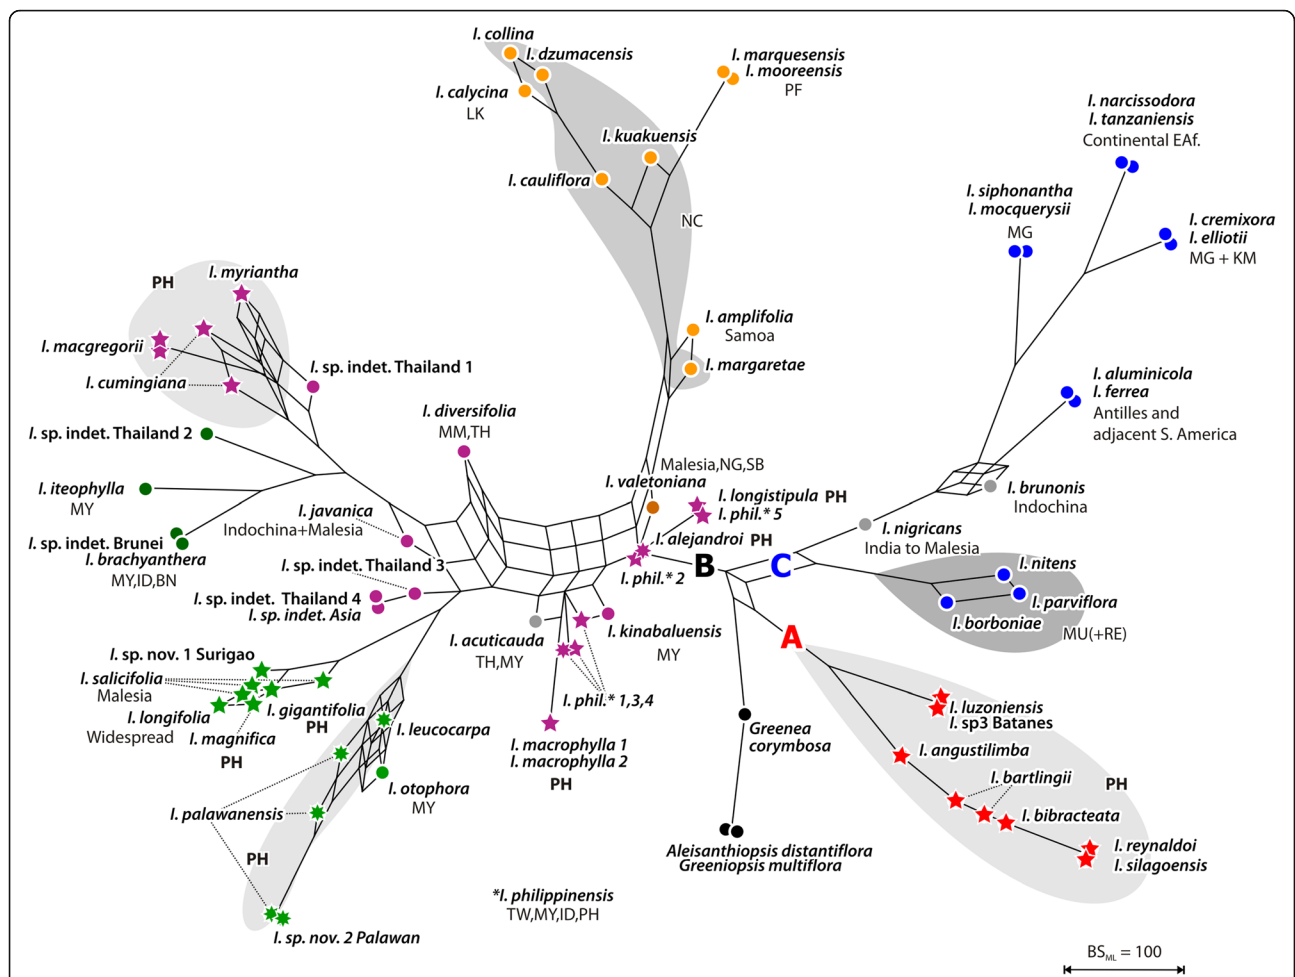 I. collina
I. dzumacensis
I. calycina
LK
I. marquesensis
I. mooreensis
PF
I. kuakuensis
I. cauliflora
NC
I. narcissodora
I. tanzaniensis
Continental EAf.
I. siphonantha
I. mocquerysii
MG
I. cremixora
I. elliotii
MG + KM
PH
I. myriantha
I. macgregorii
I. cumingiana
I. sp. indet. Thailand 1
I. amplifolia
Samoa
I. margaretae
I. aluminicola
I. ferrea
Antilles and
adjacent S. America
I. diversifolia
MM,TH
I. sp. indet. Thailand 2
I. iteophylla
MY
I. sp. indet. Brunei
I. brachyanthera
MY,ID,BN
I. javanica
Indochina+Malesia
Malesia,NG,SB
I. valetoniana
I. longistipula PH
I. phil.* 5
I. alejandroi PH
I. phil.* 2
I. brunonis
Indochina
I. nigricans
India to Malesia
B
C
A
I. sp. indet. Thailand 3
I. sp. indet. Thailand 4
I. sp. indet. Asia
I. nitens
I. parviflora
I. borboniae
MU(+RE)
I. acuticauda
TH,MY
I. kinabaluensis
MY
I. phil.* 1,3,4
I. macrophylla 1
I. macrophylla 2
PH
I. sp. nov. 1 Surigao
I. salicifolia
Malesia
I. longifolia
Widespread
I. gigantifolia
PH
I. magnifica
PH
I. leucocarpa
I. otophora
MY
I. palawanensis
PH
I. sp. nov. 2 Palawan
Greenea
corymbosa
Aleisanthiopsis distantiflora
Greeniopsis multiflora
I. luzoniensis
I. sp3 Batanes
I. angustilimba
I. bartlingii
PH
I. bibracteata
I. reynaldoi
I. silagoensis
*I. philippinensis
TW,MY,ID,PH
BS_ML = 100